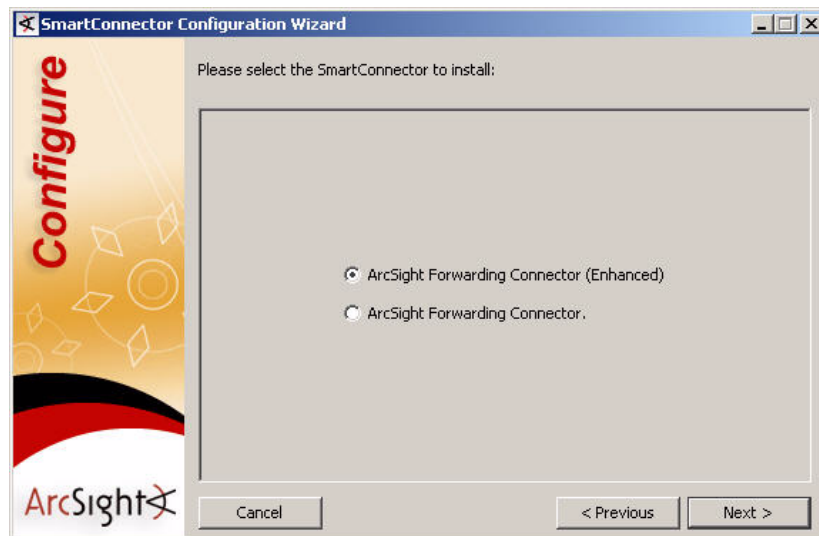 SmartConnector Configuration Wizard
Configure
Please select the SmartConnector to install:
ArcSight Forwarding Connector (Enhanced)
ArcSight Forwarding Connector.
ArcSight
Cancel
< Previous
Next >